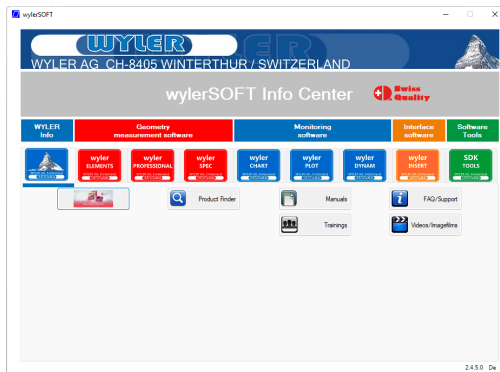 wylerSOFT
WYLER
WYLER AG CH-8405 WINTERTHUR / SWITZERLAND
wylerSOFT Info Center
Swiss
Quality
WYLER
Info
Geometry
measurement software
Monitoring
software
Interface
software
Software
Tools
wyler
ELEMENTS
wyler
PROFESSIONAL
wyler
SPEC
wyler
CHART
wyler
PLOT
wyler
DYNAM
wyler
INSERT
SDK
TOOLS
Product Finder
Manuals
FAQ/Support
Trainings
Videos/Imagefilms
2.4.5.0 De